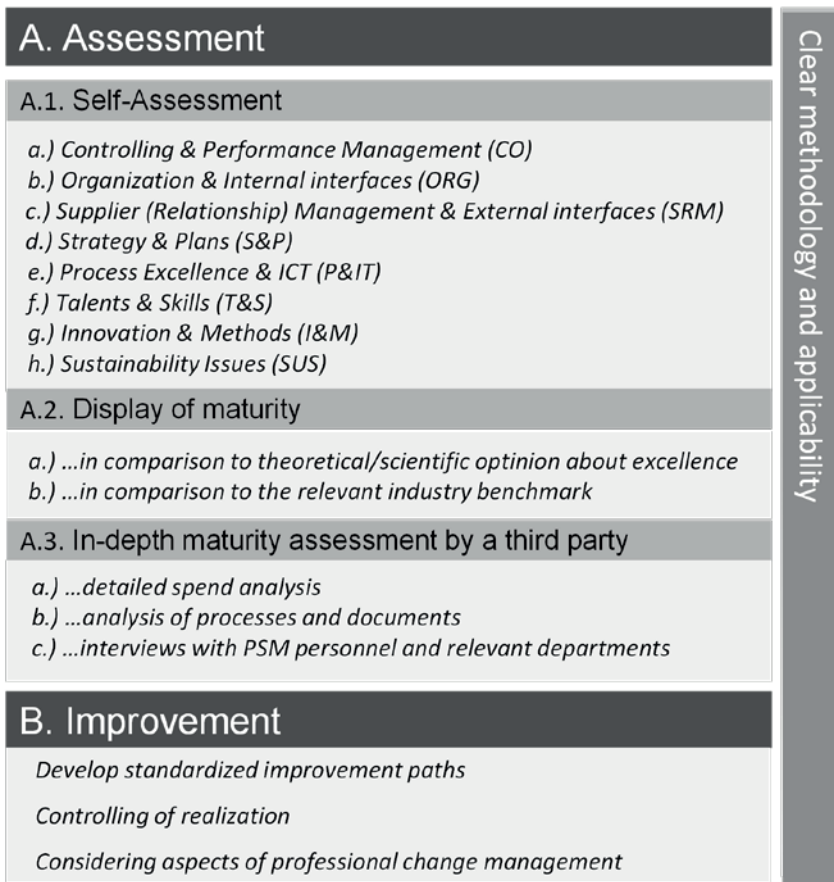 A. Assessment
A.1. Self-Assessment
a.) Controlling & Performance Management (CO)
b.) Organization & Internal interfaces (ORG)
c.) Supplier (Relationship) Management & External interfaces (SRM)
d.) Strategy & Plans (S&P)
e.) Process Excellence & ICT (P&IT)
f.) Talents & Skills (T&S)
g.) Innovation & Methods (I&M)
h.) Sustainability Issues (SUS)
A.2. Display of maturity
a.) ...in comparison to theoretical/scientific optinion about excellence
b.) ...in comparison to the relevant industry benchmark
A.3. In-depth maturity assessment by a third party
a.) ...detailed spend analysis
b.) ...analysis of processes and documents
c.) ...interviews with PSM personnel and relevant departments
B. Improvement
Develop standardized improvement paths
Controlling of realization
Considering aspects of professional change management
Clear methodology and applicability